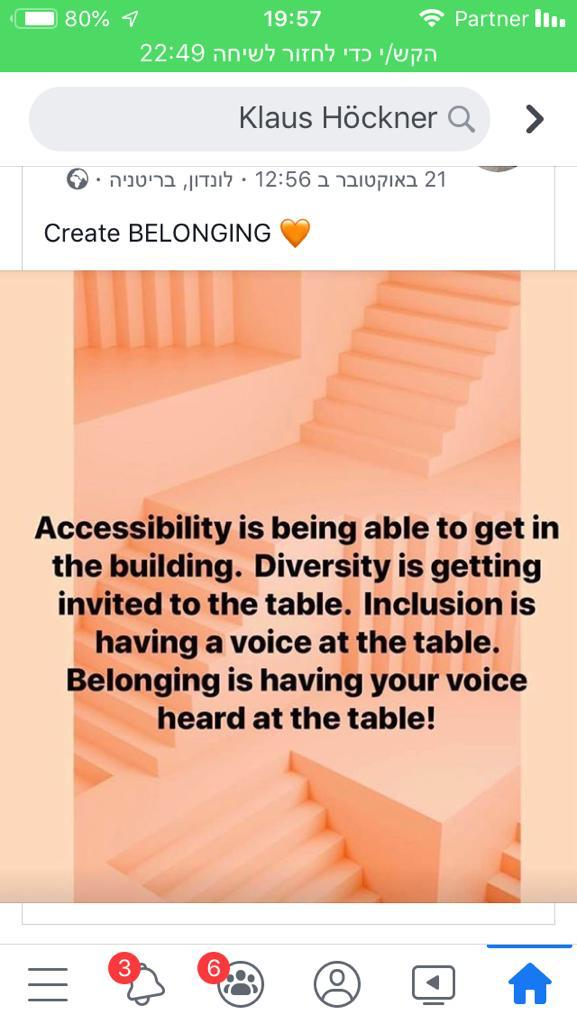 80% 19:57 Partner
הקש/י כדי לחזור לשיחה 22:49
Klaus Höckner
21 באוקטובר ב 12:56 · לונדון, בריטניה ·
Create BELONGING 🧡
Accessibility is being able to get in
the building. Diversity is getting
invited to the table. Inclusion is
having a voice at the table.
Belonging is having your voice
heard at the table!
3
6